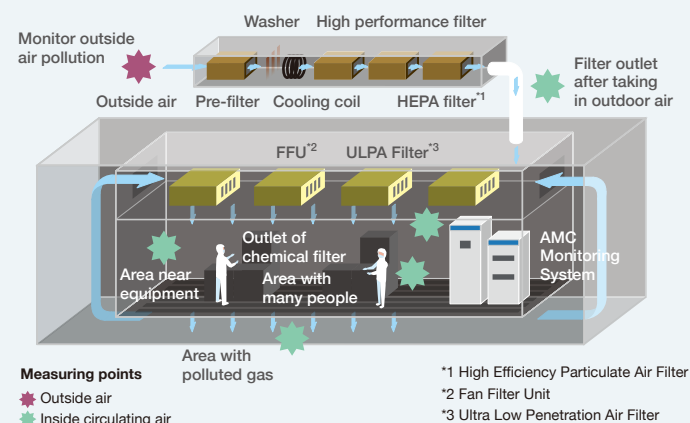 Washer
High performance filter
Monitor outside
air pollution
Filter outlet
after taking
in outdoor air
Outside air
Pre-filter
Cooling coil
HEPA filter*1
FFU*2
ULPA Filter*3
Outlet of
chemical filter
Area near
equipment
Area with
many people
AMC
Monitoring
System
Area with
polluted gas
Measuring points
Outside air
Inside circulating air
*1 High Efficiency Particulate Air Filter
*2 Fan Filter Unit
*3 Ultra Low Penetration Air Filter